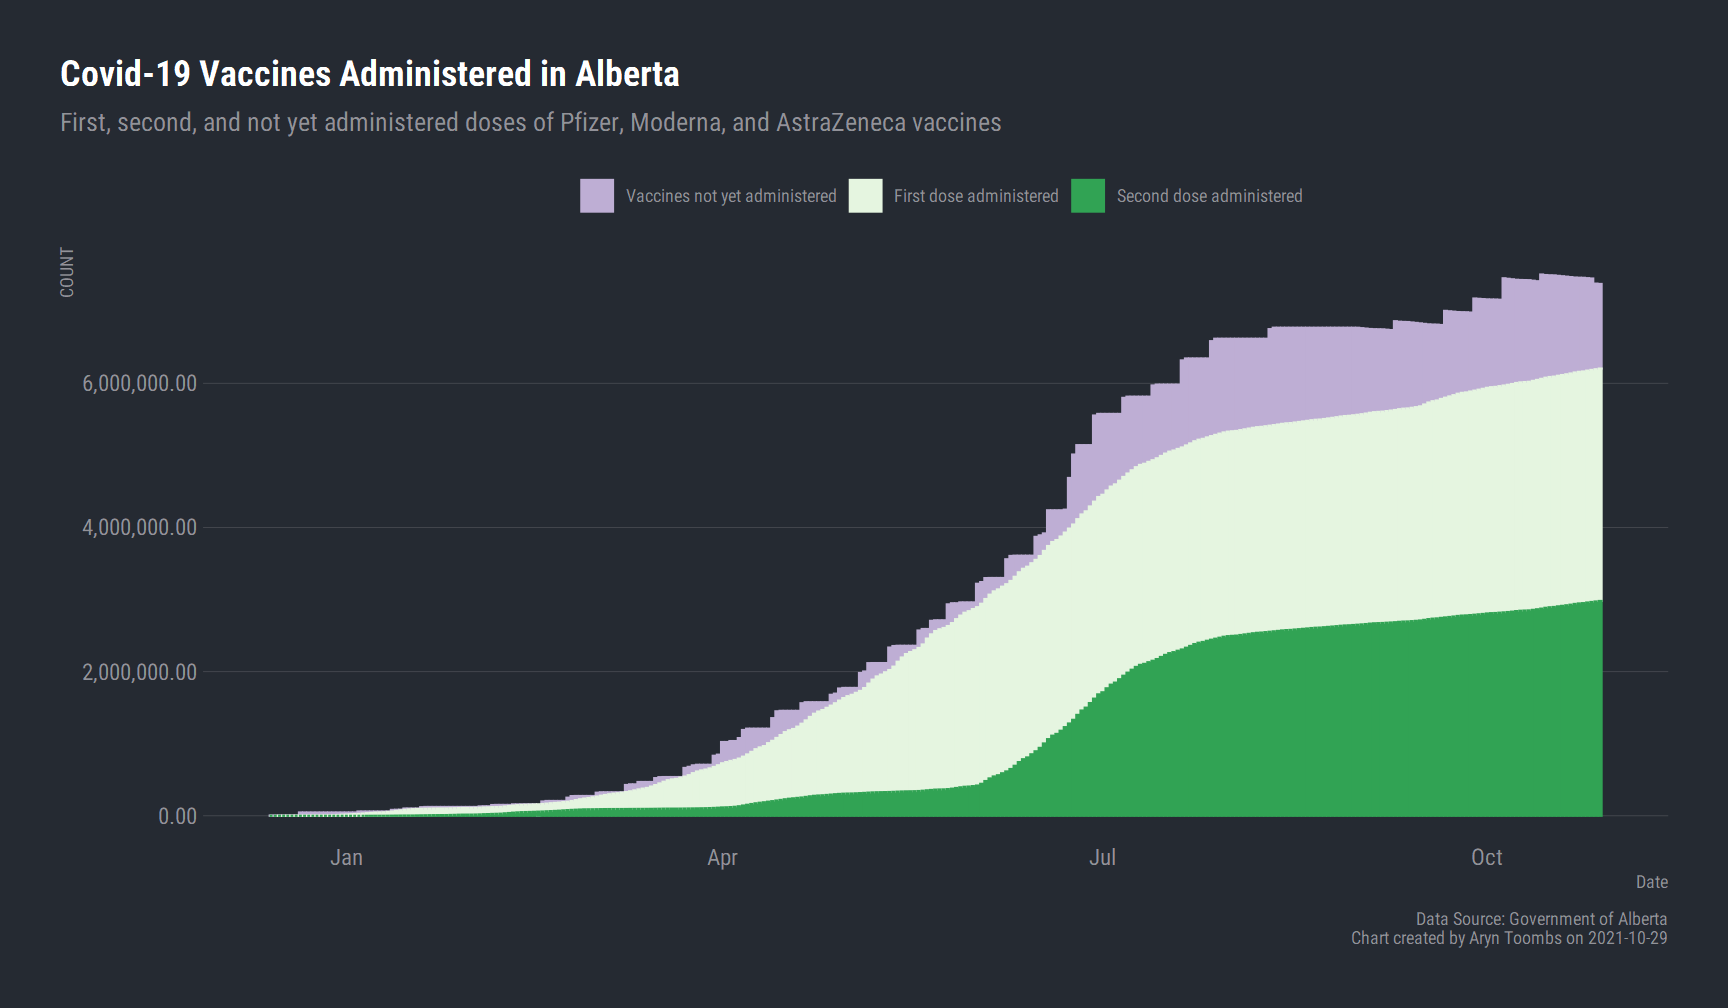 Covid-19 Vaccines Administered in Alberta
First, second, and not yet administered doses of Pfizer, Moderna, and AstraZeneca vaccines
Vaccines not yet administered
First dose administered
Second dose administered
COUNT
6,000,000.00
4,000,000.00
2,000,000.00
0.00
Jan
Apr
Jul
Oct
Date
Data Source: Government of Alberta
Chart created by Aryn Toombs on 2021-10-29